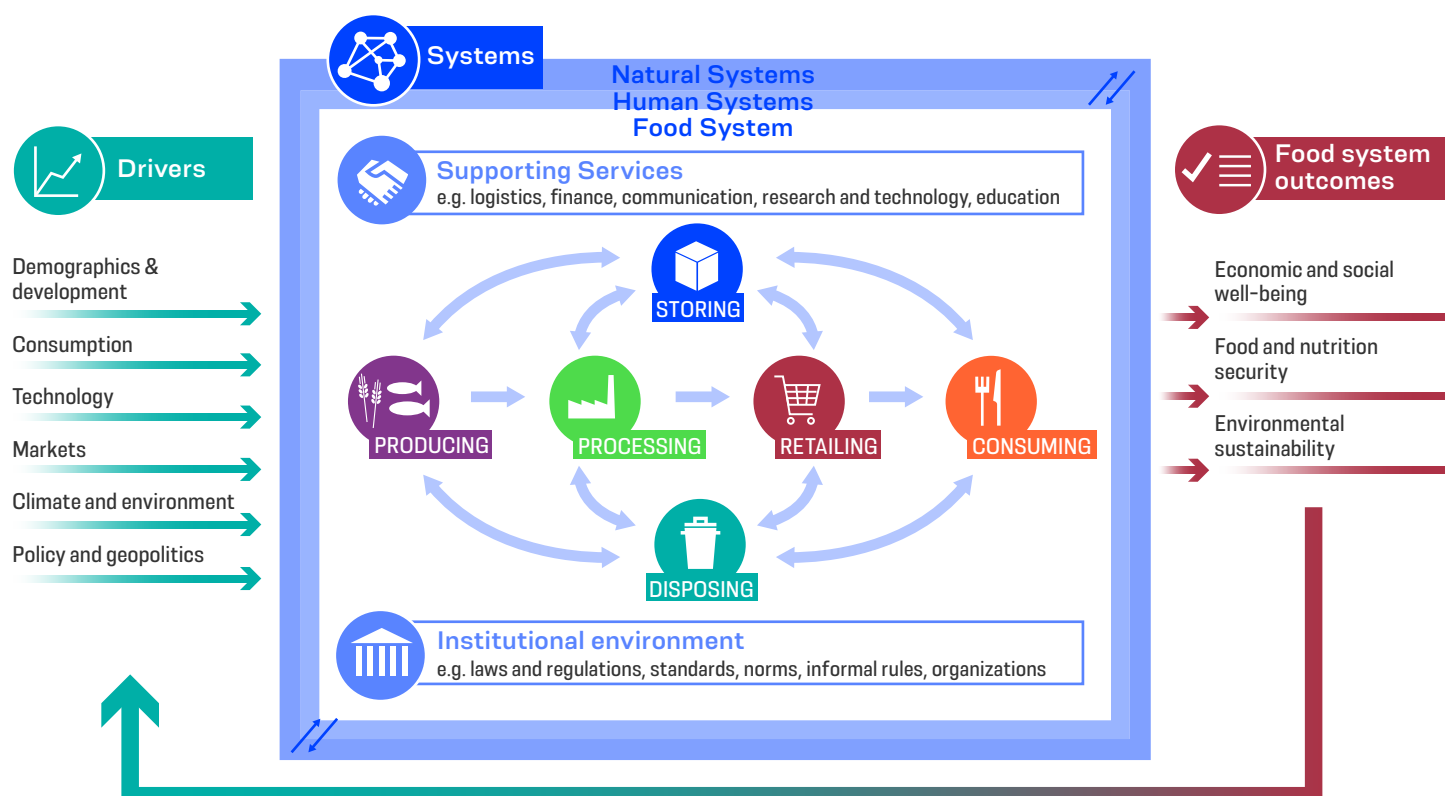 Systems
Natural Systems
Human Systems
Food System
Drivers
Demographics &
development
Consumption
Technology
Markets
Climate and environment
Policy and geopolitics
Supporting Services
e.g. logistics, finance, communication, research and technology, education
STORING
PRODUCING
PROCESSING
RETAILING
CONSUMING
DISPOSING
Institutional environment
e.g. laws and regulations, standards, norms, informal rules, organizations
Food system
outcomes
Economic and social
well-being
Food and nutrition
security
Environmental
sustainability